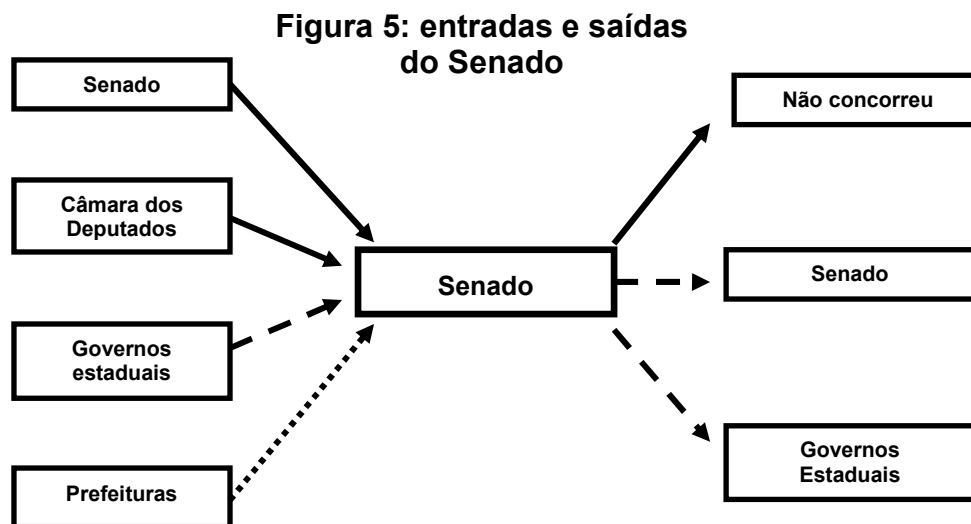 Figura 5: entradas e saídas
do Senado
Senado
Câmara dos
Deputados
Governos
estaduais
Prefeituras
Senado
Não concorreu
Senado
Governos
Estaduais